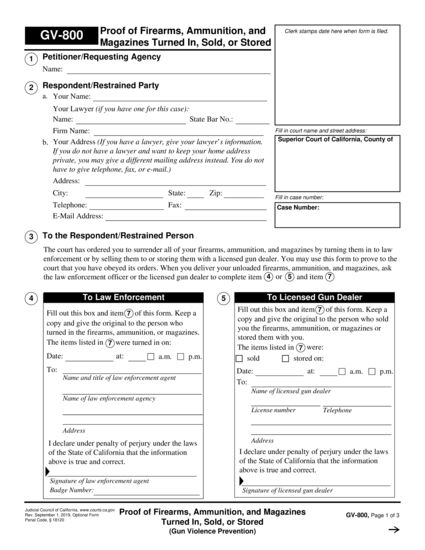 GV-800
Proof of Firearms, Ammunition, and
Magazines Turned In, Sold, or Stored
Clerk stamps date here when form is filed.
1 Petitioner/Requesting Agency
Name:
2 Respondent/Restrained Party
a. Your Name:
Your Lawyer (if you have one for this case):
Name: State Bar No.:
Firm Name:
b. Your Address (If you have a lawyer, give your lawyer's information.
If you do not have a lawyer and want to keep your home address
private, you may give a different mailing address instead. You do not
have to give telephone, fax, or e-mail.)
Address:
City: State: Zip:
Telephone: Fax:
E-Mail Address:
Fill in court name and street address:
Superior Court of California, County of
Fill in case number:
Case Number:
3 To the Respondent/Restrained Person
The court has ordered you to surrender all of your firearms, ammunition, and magazines by turning them in to law
enforcement or by selling them to or storing them with a licensed gun dealer. You may use this form to prove to the
court that you have obeyed its orders. When you deliver your unloaded firearms, ammunition, and magazines, ask
the law enforcement officer or the licensed gun dealer to complete item 4 or 5 and item 7
4 To Law Enforcement
Fill out this box and item 7 of this form. Keep a
copy and give the original to the person who
turned in the firearms, ammunition, or magazines.
The items listed in 7 were turned in on:
Date: at: a.m. p.m.
To:
Name and title of law enforcement agent
Name of law enforcement agency
Address
I declare under penalty of perjury under the laws
of the State of California that the information
above is true and correct.
Signature of law enforcement agent
Badge Number:
5 To Licensed Gun Dealer
Fill out this box and item 7 of this form. Keep a
copy and give the original to the person who sold
you the firearms, ammunition, or magazines or
stored them with you.
The items listed in 7 were:
sold stored on:
Date: at: a.m. p.m.
To:
Name of licensed gun dealer
License number Telephone
Address
I declare under penalty of perjury under the laws
of the State of California that the information
above is true and correct.
Signature of licensed gun dealer
Judicial Council of California, www.courts.ca.gov
Rev. September 1, 2019, Optional Form
Penal Code, § 18120
Proof of Firearms, Ammunition, and Magazines
Turned In, Sold, or Stored
(Gun Violence Prevention)
GV-800, Page 1 of 3